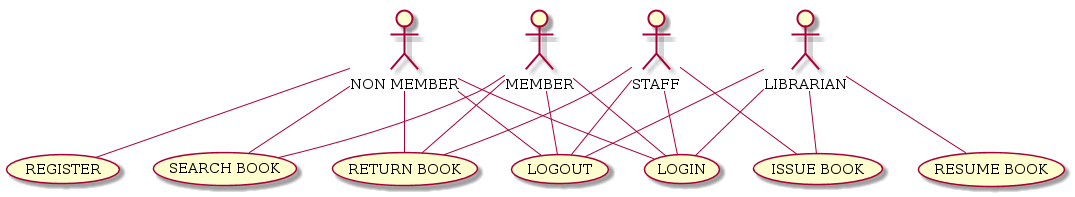 NON MEMBER
MEMBER
STAFF
LIBRARIAN
REGISTER
SEARCH BOOK
RETURN BOOK
LOGOUT
LOGIN
ISSUE BOOK
RESUME BOOK